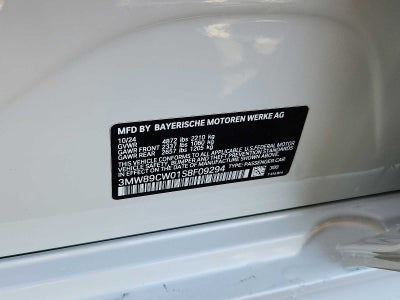 MFD BY BAYERISCHE MOTOREN WERKE AG
10/24
GVWR 4872 lbs 2210 kg
GAWR FRONT 2337 lbs 1060 kg
GAWR REAR 2657 lbs 1205 kg
THIS VEHICLE CONFORMS TO ALL APPLICABLE U.S. FEDERAL MOTOR
VEHICLE SAFETY, BUMPER, AND THEFT PREVENTION STANDARDS IN
EFFECT ON THE DATE OF MANUFACTURE SHOWN ABOVE.
TYPE: PASSENGER CAR
3MW89CW01S8F09294
300